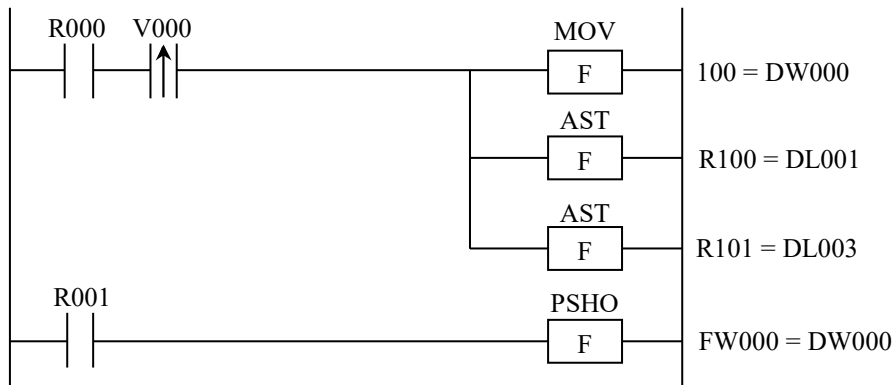 R000 V000 MOV
F 100 = DW000
AST
F R100 = DL001
AST
F R101 = DL003
R001 PSHO
F FW000 = DW000